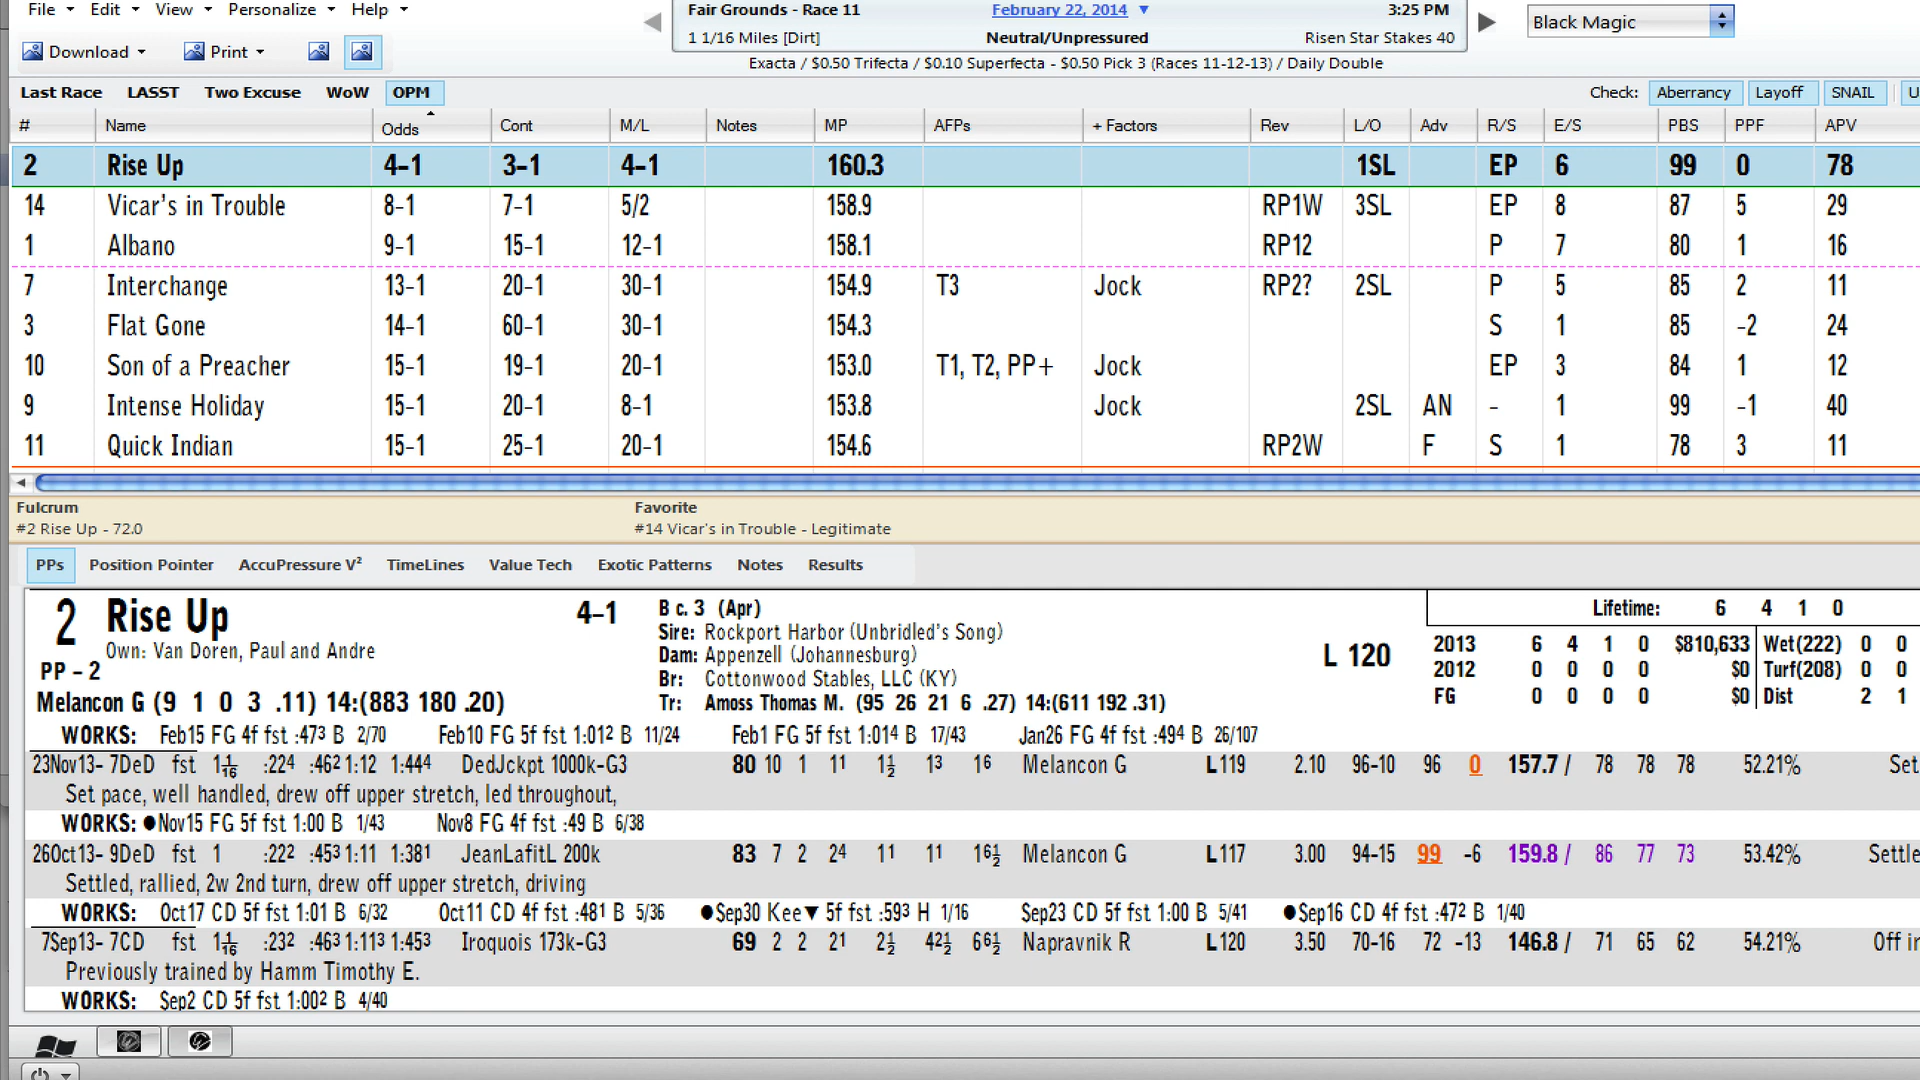 File Edit View Personalize Help
Fair Grounds - Race 11 February 22, 2014 3:25 PM
1 1/16 Miles [Dirt] Neutral/Unpressured Risen Star Stakes 40
Black Magic
Download Print
Exacta / $0.50 Trifecta / $0.10 Superfecta - $0.50 Pick 3 (Races 11-12-13) / Daily Double
Last Race LASST Two Excuse WoW OPM Check: Aberrancy Layoff SNAIL U
# Name Odds Cont M/L Notes MP AFPs + Factors Rev L/O Adv R/S E/S PBS PPF APV
2 Rise Up 4-1 3-1 4-1 160.3 1SL EP 6 99 0 78
14 Vicar's in Trouble 8-1 7-1 5/2 158.9 RP1W 3SL EP 8 87 5 29
1 Albano 9-1 15-1 12-1 158.1 RP12 P 7 80 1 16
7 Interchange 13-1 20-1 30-1 154.9 T3 Jock RP2? 2SL P 5 85 2 11
3 Flat Gone 14-1 60-1 30-1 154.3 S 1 85 -2 24
10 Son of a Preacher 15-1 19-1 20-1 153.0 T1, T2, PP+ Jock EP 3 84 1 12
9 Intense Holiday 15-1 20-1 8-1 153.8 Jock 2SL AN - 1 99 -1 40
11 Quick Indian 15-1 25-1 20-1 154.6 RP2W F S 1 78 3 11
Fulcrum Favorite
#2 Rise Up - 72.0 #14 Vicar's in Trouble - Legitimate
PPs Position Pointer AccuPressure V² TimeLines Value Tech Exotic Patterns Notes Results
2 Rise Up 4-1 B c. 3 (Apr) Lifetime: 6 4 1 0
Own: Van Doren, Paul and Andre Sire: Rockport Harbor (Unbridled's Song) 2013 6 4 1 0 $810,633 Wet(222) 0 0
PP - 2 Dam: Appenzell (Johannesburg) L 120 2012 0 0 0 0 $0 Turf(208) 0 0
Br: Cottonwood Stables, LLC (KY) FG 0 0 0 0 $0 Dist 2 1
Melancon G (9 1 0 3 .11) 14:(883 180 .20) Tr: Amoss Thomas M. (95 26 21 6 .27) 14:(611 192 .31)
WORKS: Feb15 FG 4f fst :47³ B 2/70 Feb10 FG 5f fst 1:01² B 11/24 Feb1 FG 5f fst 1:01⁴ B 17/43 Jan26 FG 4f fst :49⁴ B 26/107
23Nov13- 7DeD fst 1 1/16 :22⁴ :46² 1:12 1:44⁴ DedJckpt 1000k-G3 80 10 1 1¹ 1½ 1³ 1⁶ Melancon G L119 2.10 96-10 96 0 157.7 / 78 78 78 52.21% Set
Set pace, well handled, drew off upper stretch, led throughout,
WORKS: ●Nov15 FG 5f fst 1:00 B 1/43 Nov8 FG 4f fst :49 B 6/38
26Oct13- 9DeD fst 1 :22² :45³ 1:11 1:38¹ JeanLafitL 200k 83 7 2 2⁴ 1¹ 1¹ 1⁶½ Melancon G L117 3.00 94-15 99 -6 159.8 / 86 77 73 53.42% Settle
Settled, rallied, 2w 2nd turn, drew off upper stretch, driving
WORKS: Oct17 CD 5f fst 1:01 B 6/32 Oct11 CD 4f fst :48¹ B 5/36 ●Sep30 Kee▼ 5f fst :59³ H 1/16 Sep23 CD 5f fst 1:00 B 5/41 ●Sep16 CD 4f fst :47² B 1/40
7Sep13- 7CD fst 1 1/16 :23² :46³ 1:11³ 1:45³ Iroquois 173k-G3 69 2 2 2¹ 2½ 4²½ 6⁶½ Napravnik R L120 3.50 70-16 72 -13 146.8 / 71 65 62 54.21% Off in
Previously trained by Hamm Timothy E.
WORKS: Sep2 CD 5f fst 1:00² B 4/40